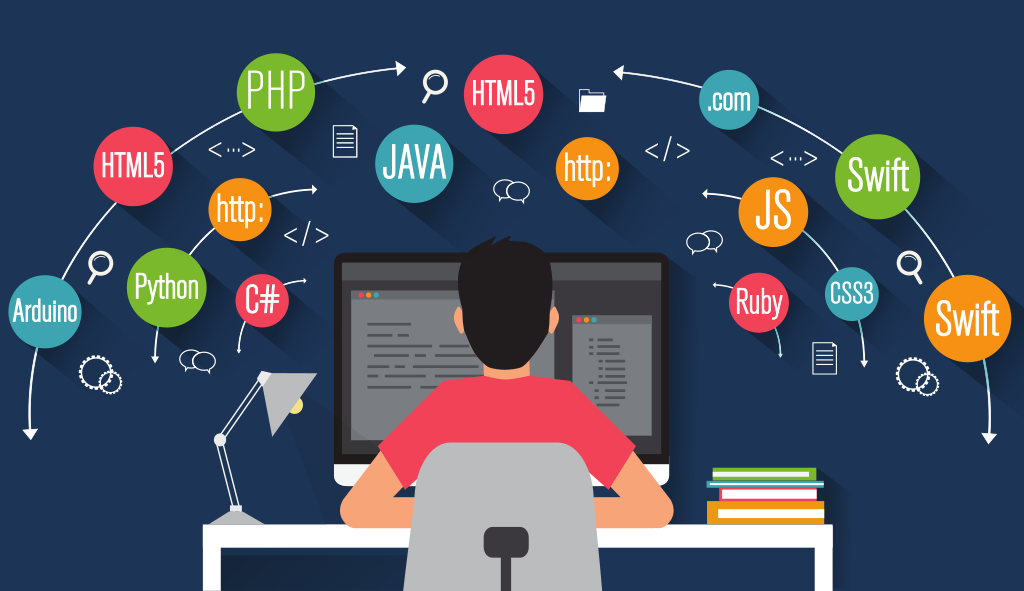 PHP
HTML5
.com
HTML5
JAVA
http:
Swift
<...>
</>
<...>
http:
JS
</>
Arduino
Python
C#
Ruby
CSS3
Swift